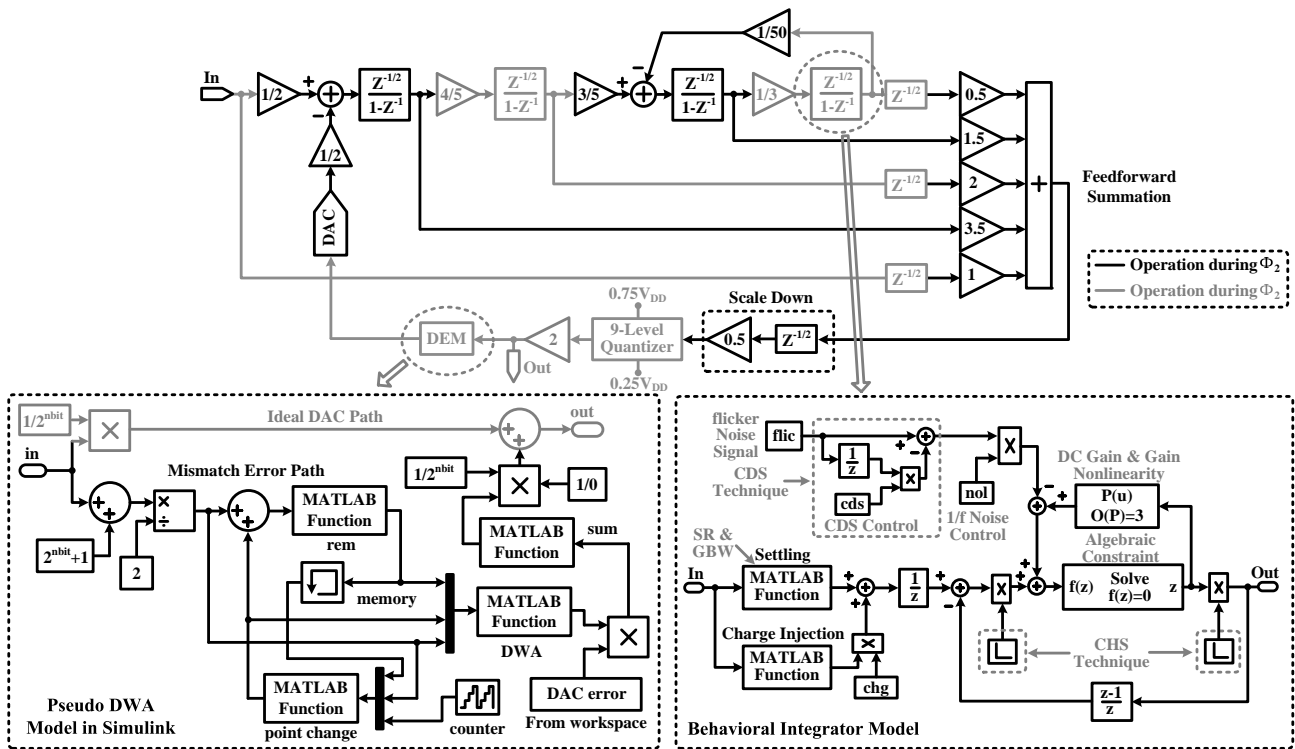 1/50
In
1/2
+
−
+
Z^{-1/2}
1-Z^{-1}
4/5
Z^{-1/2}
1-Z^{-1}
3/5
+
−
+
Z^{-1/2}
1-Z^{-1}
1/3
Z^{-1/2}
1-Z^{-1}
Z^{-1/2}
0.5
1.5
Z^{-1/2}
2
3.5
Z^{-1/2}
1
+
Feedforward
Summation
1/2
DAC
Operation during Φ₂
Operation during Φ₂
DEM
Out
2
0.75V_{DD}
9-Level
Quantizer
0.25V_{DD}
Scale Down
0.5
Z^{-1/2}
1/2^{nbit}
×
Ideal DAC Path
+
+
out
in
Mismatch Error Path
+
+
×
÷
2^{nbit}+1
2
+
+
MATLAB
Function
rem
memory
1/2^{nbit}
×
1/0
MATLAB
Function
sum
MATLAB
Function
DWA
×
DAC error
From workspace
MATLAB
Function
point change
counter
Pseudo DWA
Model in Simulink
flicker
Noise
Signal
flic
CDS
Technique
1
z
X
cds
CDS Control
+
−
+
X
nol
1/f Noise
Control
DC Gain & Gain
Nonlinearity
P(u)
O(P)=3
−
+
+
Algebraic
Constraint
SR &
GBW
Settling
In
MATLAB
Function
+
+
+
1
z
+
−
+
X
+
+
+
f(z)
Solve
f(z)=0
z
X
Out
Charge Injection
MATLAB
Function
X
chg
CHS
Technique
z-1
z
Behavioral Integrator Model